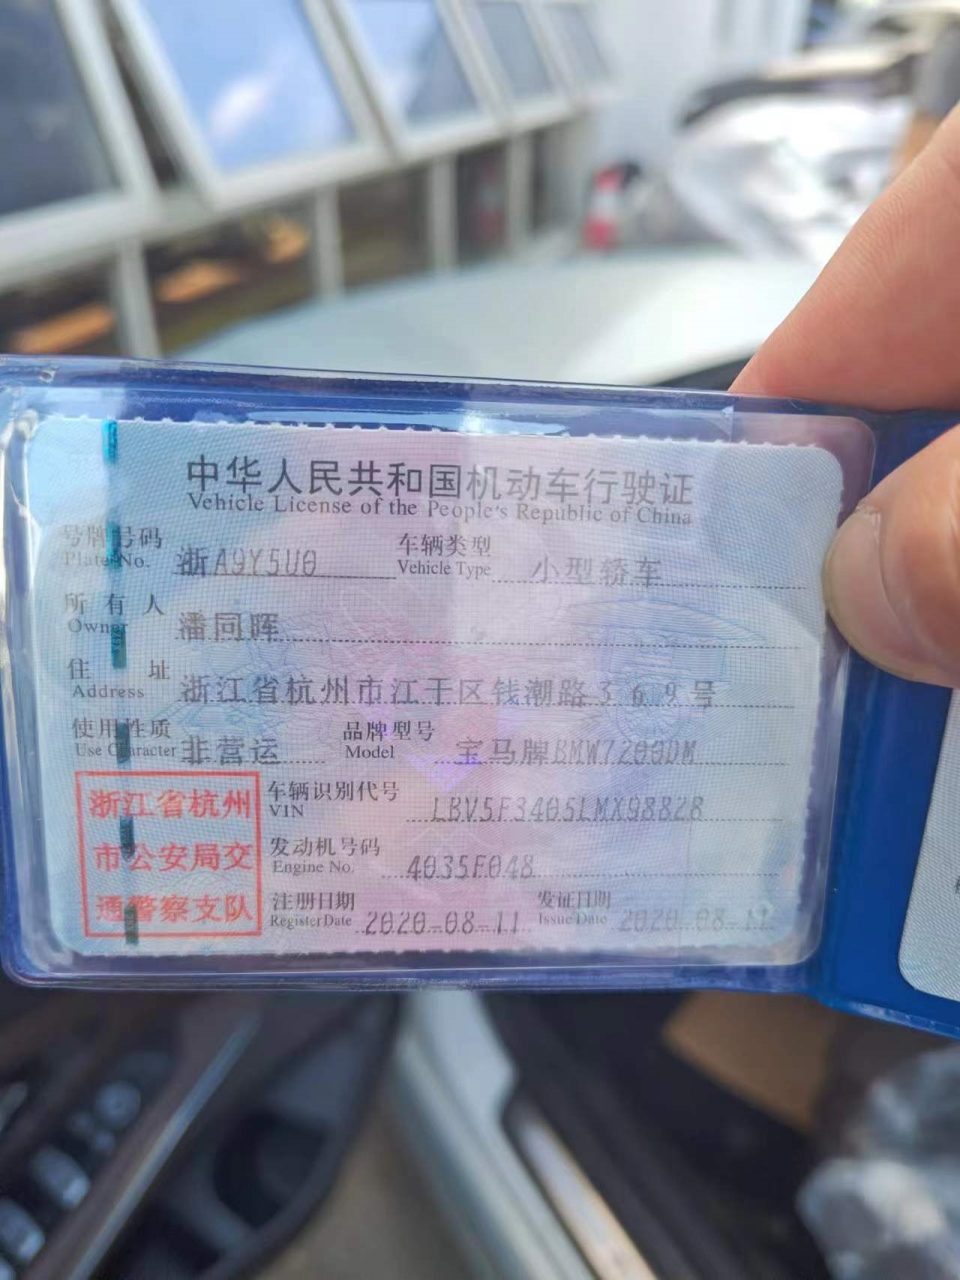 中华人民共和国机动车行驶证
Vehicle License of the People's Republic of China
号牌号码 浙A9Y5U0 车辆类型 小型轿车
Plate No. Vehicle Type
所有人 潘同晖
Owner
住址 浙江省杭州市江干区钱潮路369号
Address
使用性质 非营运 品牌型号 宝马牌BMW7200DM
Use Character Model
浙江省杭州
市公安局交
通警察支队
车辆识别代号 LBV5F3405LMX98828
VIN
发动机号码 4035F048
Engine No.
注册日期 2020-08-11 发证日期 2020-08-11
Register Date Issue Date